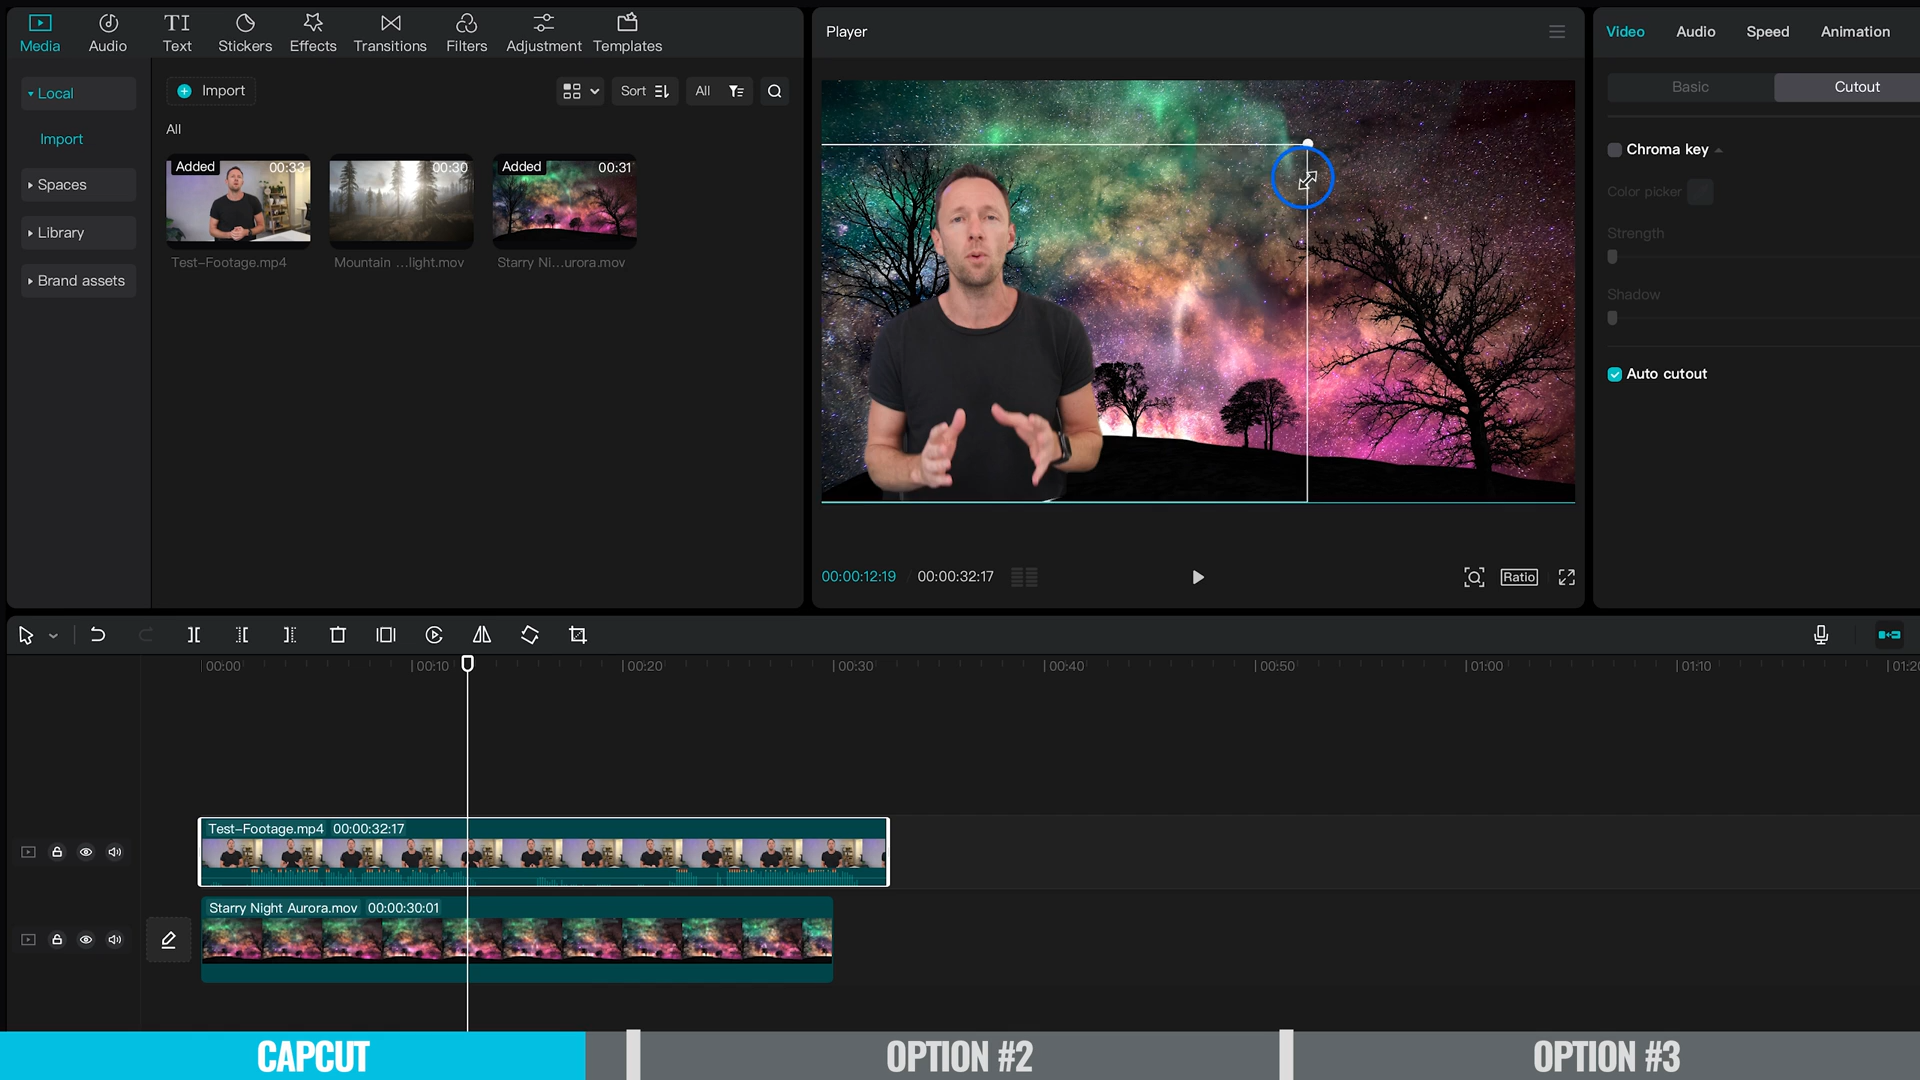 Media
Audio
Text
Stickers
Effects
Transitions
Filters
Adjustment
Templates
Local
Import
Spaces
Library
Brand assets
Import
Sort
All
All
Added 00:33
00:30
Added 00:31
Test-Footage.mp4
Mountain ...light.mov
Starry Ni...urora.mov
Player
00:00:12:19 / 00:00:32:17
Ratio
Video
Audio
Speed
Animation
Basic
Cutout
Chroma key
Color picker
Strength
Shadow
Auto cutout
00:00
00:10
00:20
00:30
00:40
00:50
01:00
01:10
01:20
Test-Footage.mp4 00:00:32:17
Starry Night Aurora.mov 00:00:30:01
CAPCUT
OPTION #2
OPTION #3